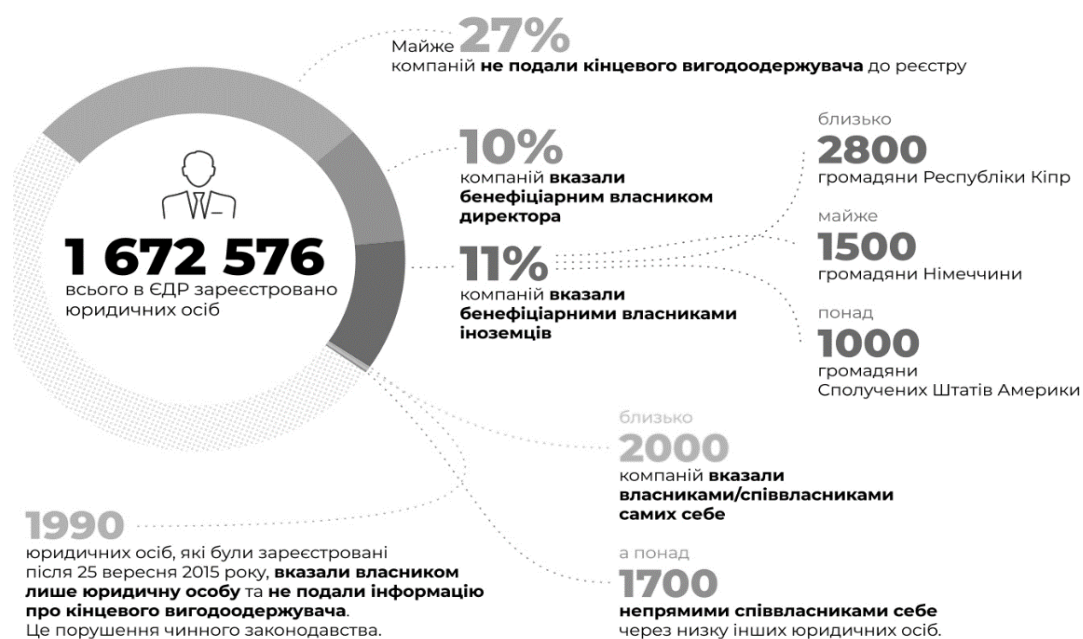 Майже 27%
компаній не подали кінцевого вигодоодержувача до реєстру
10%
компаній вказали
бенефіціарним власником
директора
11%
компаній вказали
бенефіціарними власниками
іноземців
близько
2800
громадяни Республіки Кіпр
майже
1500
громадяни Німеччини
понад
1000
громадяни
Сполучених Штатів Америки
1 672 576
всього в ЄДР зареєстровано
юридичних осіб
близько
2000
компаній вказали
власниками/співвласниками
самих себе
а понад
1700
непрямими співвласниками себе
через низку інших юридичних осіб.
1990
юридичних осіб, які були зареєстровані
після 25 вересня 2015 року, вказали власником
лише юридичну особу та не подали інформацію
про кінцевого вигодоодержувача.
Це порушення чинного законодавства.